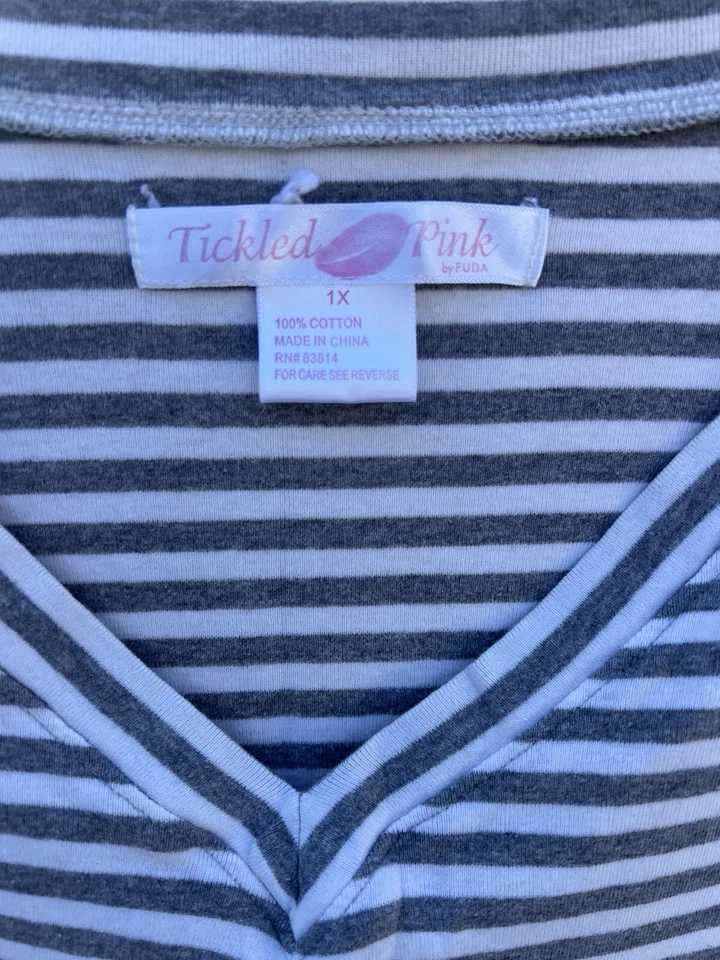 Tickled Pink
by FUDA
1X
100% COTTON
MADE IN CHINA
RN# 83814
FOR CARE SEE REVERSE